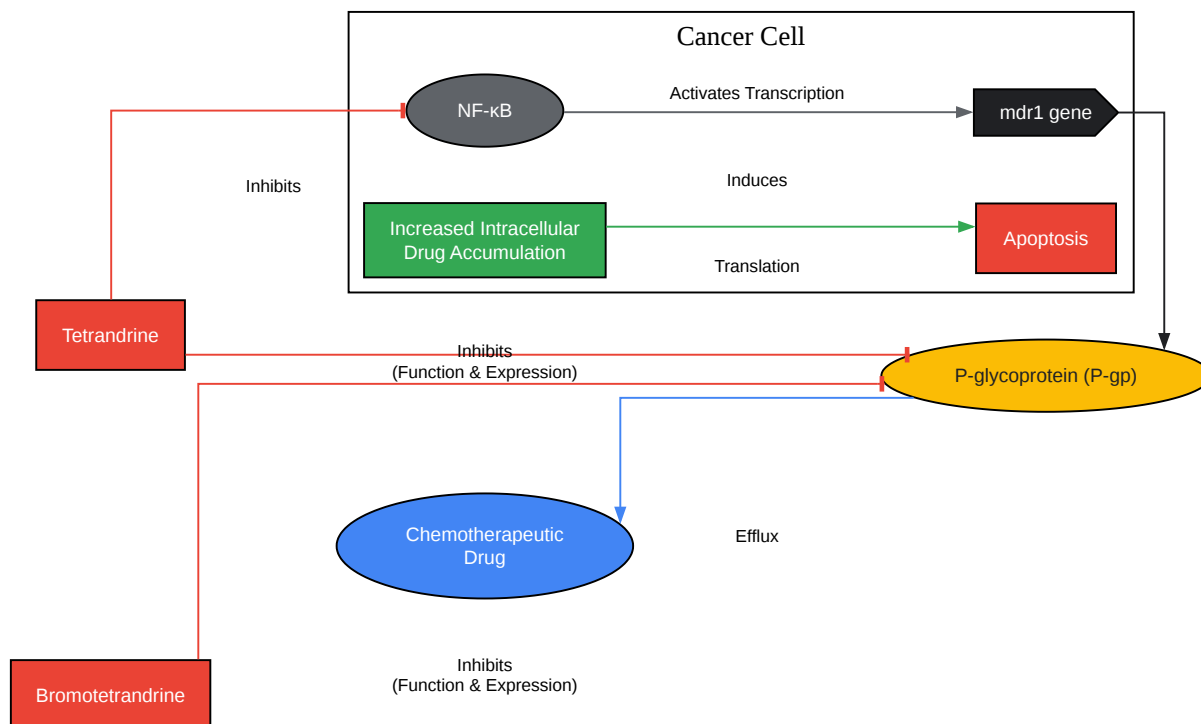 Cancer Cell
NF-κB
Activates Transcription
mdr1 gene
Inhibits
Induces
Increased Intracellular
Drug Accumulation
Apoptosis
Translation
Tetrandrine
Inhibits
(Function & Expression)
P-glycoprotein (P-gp)
Chemotherapeutic
Drug
Efflux
Inhibits
(Function & Expression)
Bromotetrandrine